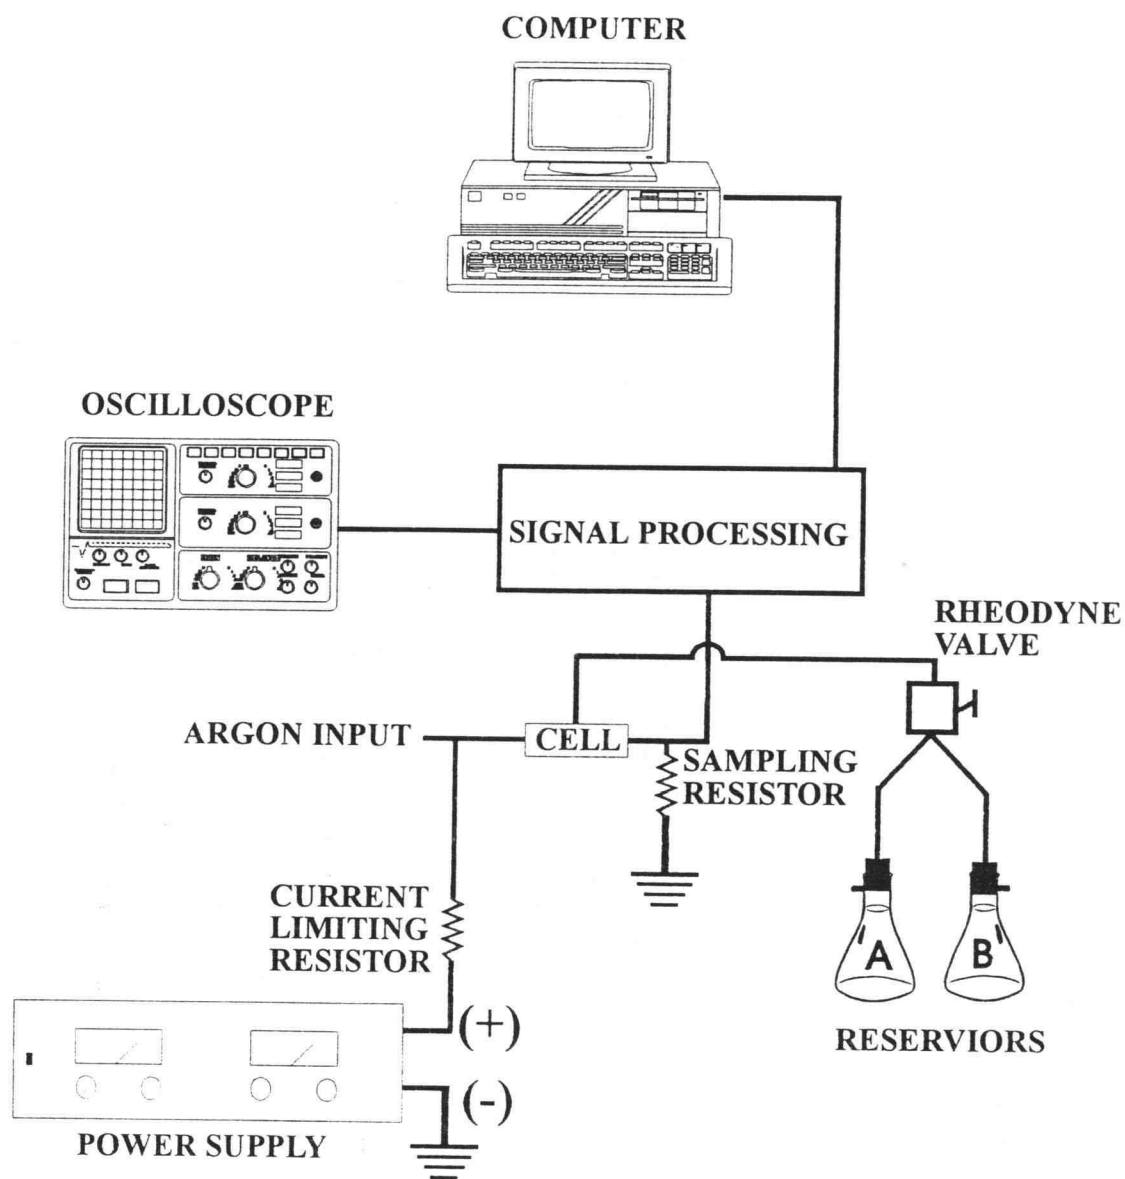 COMPUTER
OSCILLOSCOPE
SIGNAL PROCESSING
RHEODYNE
VALVE
ARGON INPUT
CELL
SAMPLING
RESISTOR
CURRENT
LIMITING
RESISTOR
A
B
(+)
RESERVIORS
(-)
POWER SUPPLY